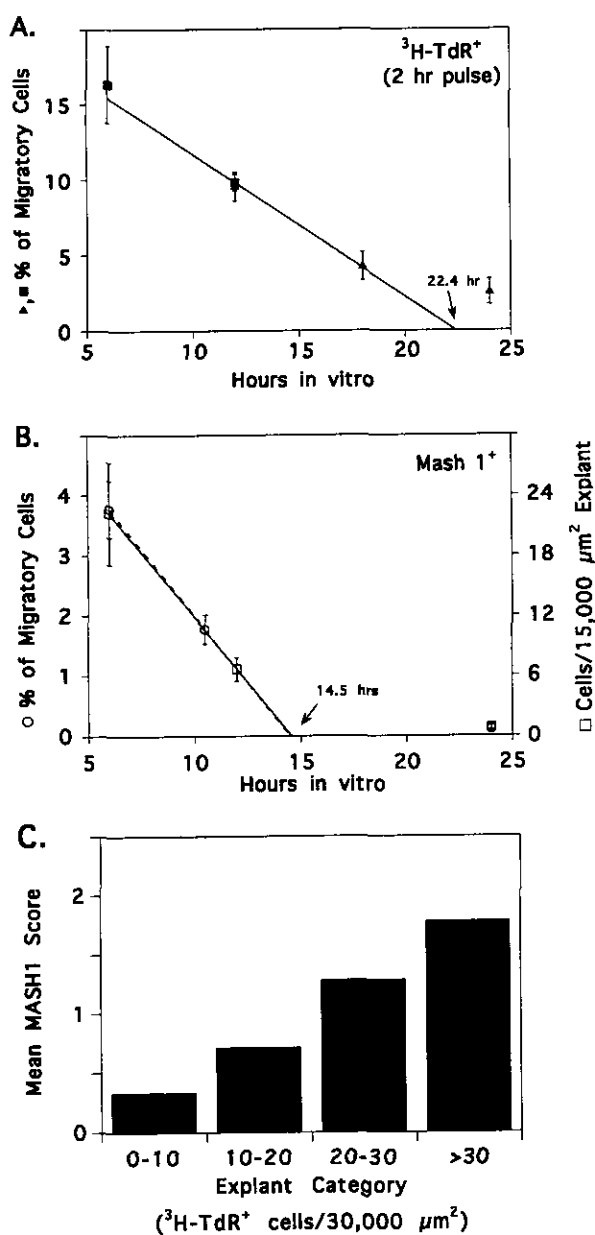 A.
³H-TdR⁺
(2 hr pulse)
▲,■ % of Migratory Cells
15
10
5
0
22.4 hr
5 10 15 20 25
Hours in vitro
B.
Mash 1⁺
○ % of Migratory Cells
4
3
2
1
0
14.5 hrs
24
18
12
6
0
□ Cells/15,000 µm² Explant
5 10 15 20 25
Hours in vitro
C.
Mean MASH1 Score
2
1
0
0-10 10-20 20-30 >30
Explant Category
(³H-TdR⁺ cells/30,000 µm²)